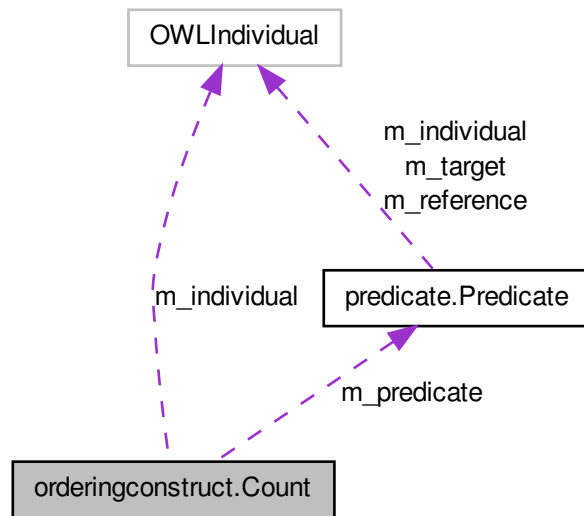 OWLIndividual
m_individual
m_target
m_reference
predicate.Predicate
m_individual
m_predicate
orderingconstruct.Count